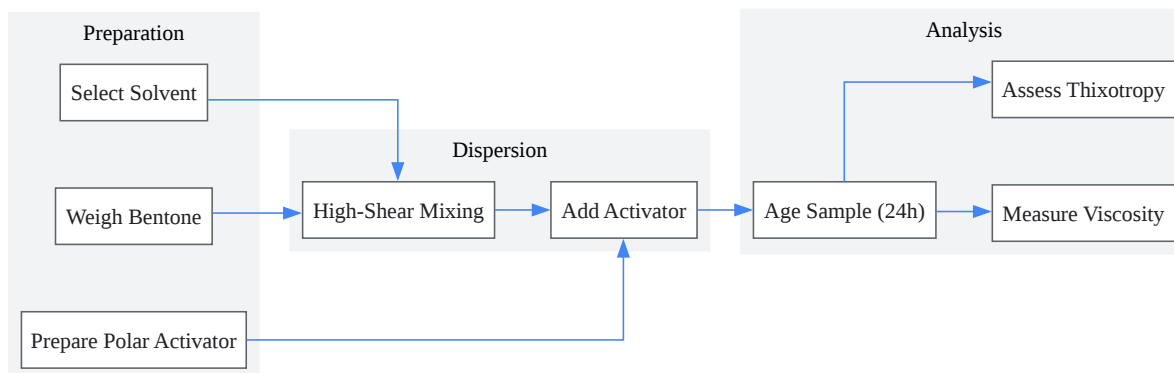 Preparation
Select Solvent
Weigh Bentone
Prepare Polar Activator
Dispersion
High-Shear Mixing
Add Activator
Analysis
Age Sample (24h)
Assess Thixotropy
Measure Viscosity